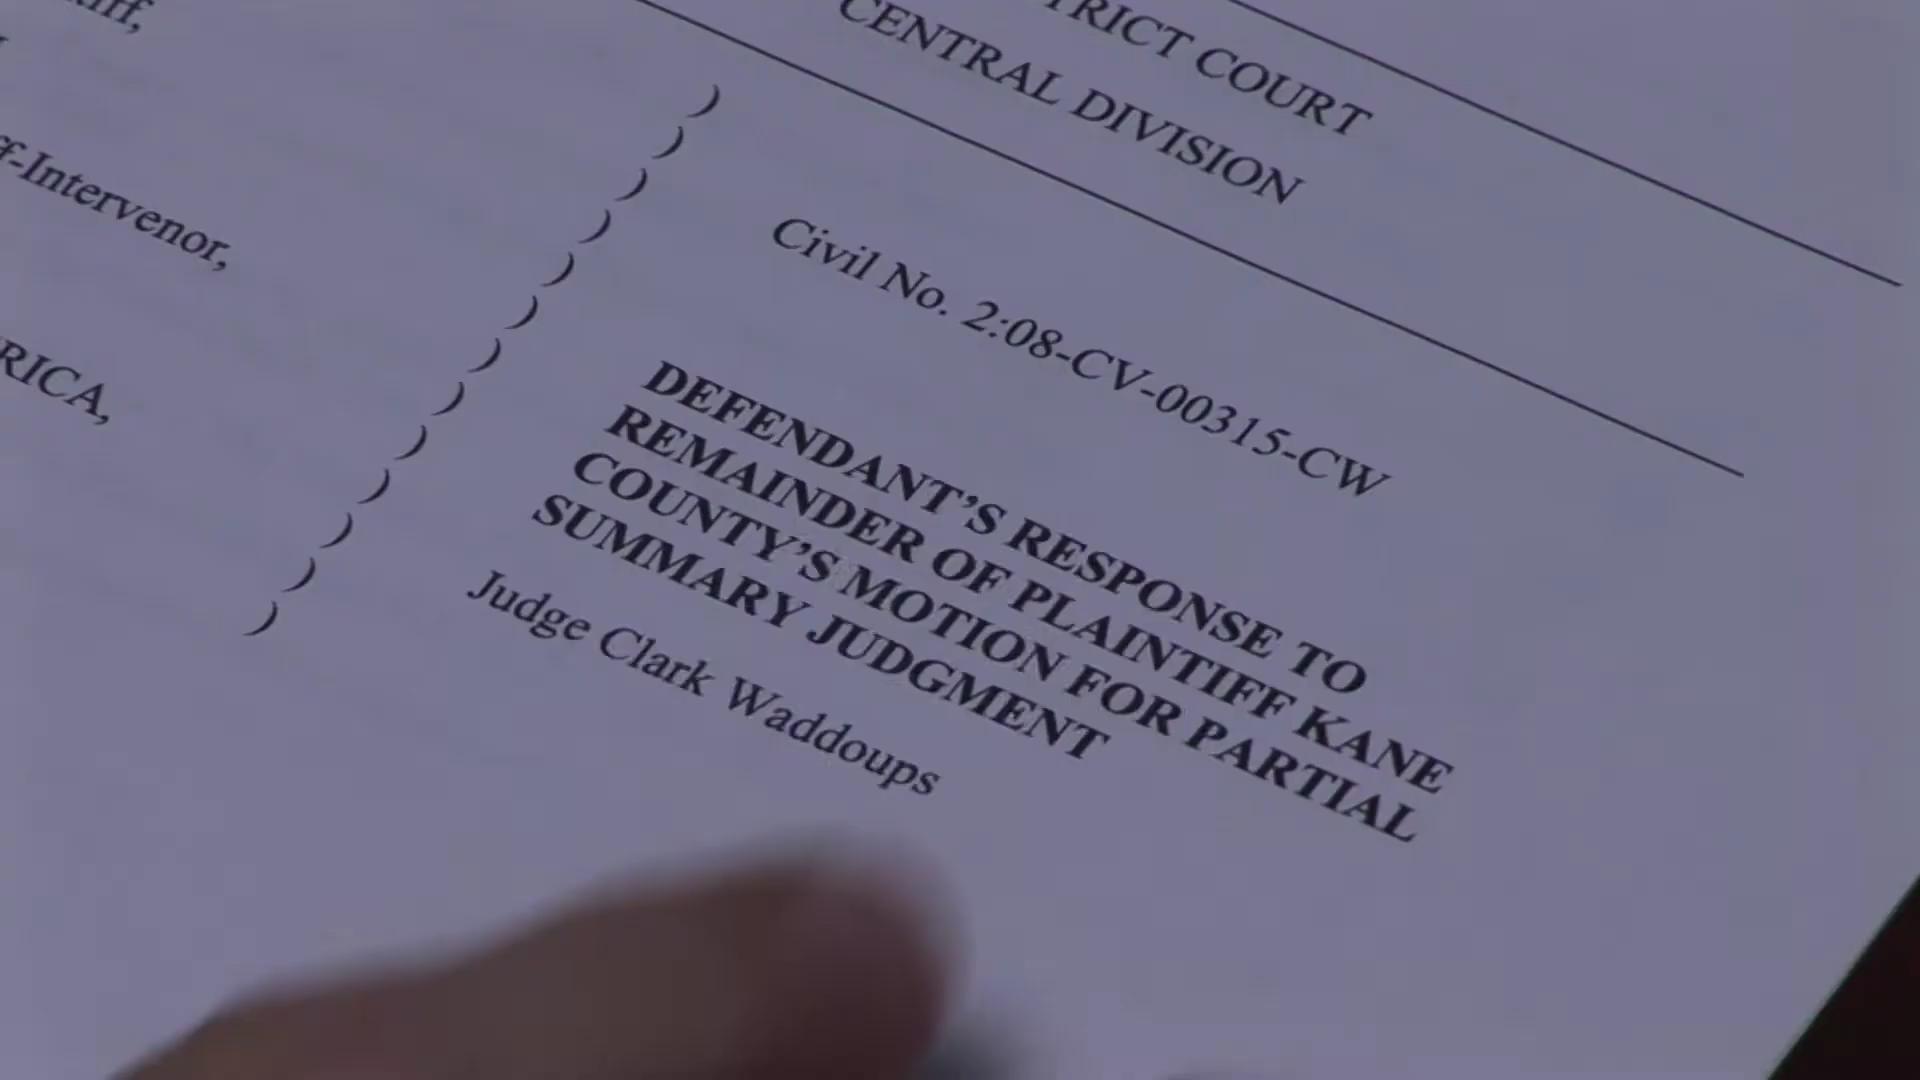 TRICT COURT
CENTRAL DIVISION
Civil No. 2:08-CV-00315-CW
-Intervenor,
RICA,
DEFENDANT'S RESPONSE TO
REMAINDER OF PLAINTIFF KANE
COUNTY'S MOTION FOR PARTIAL
SUMMARY JUDGMENT
Judge Clark Waddoups